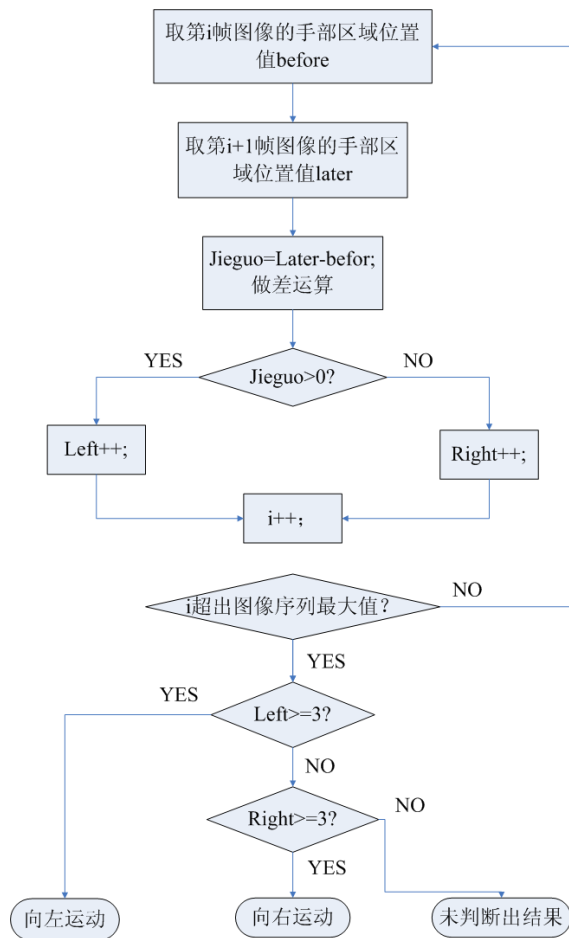 取第i帧图像的手部区域位置
值before
取第i+1帧图像的手部区
域位置值later
Jieguo=Later-befor;
做差运算
YES
NO
Jieguo>0?
Left++;
Right++;
i++；
i超出图像序列最大值？
NO
YES
YES
Left>=3?
NO
Right>=3?
NO
YES
向左运动
向右运动
未判断出结果